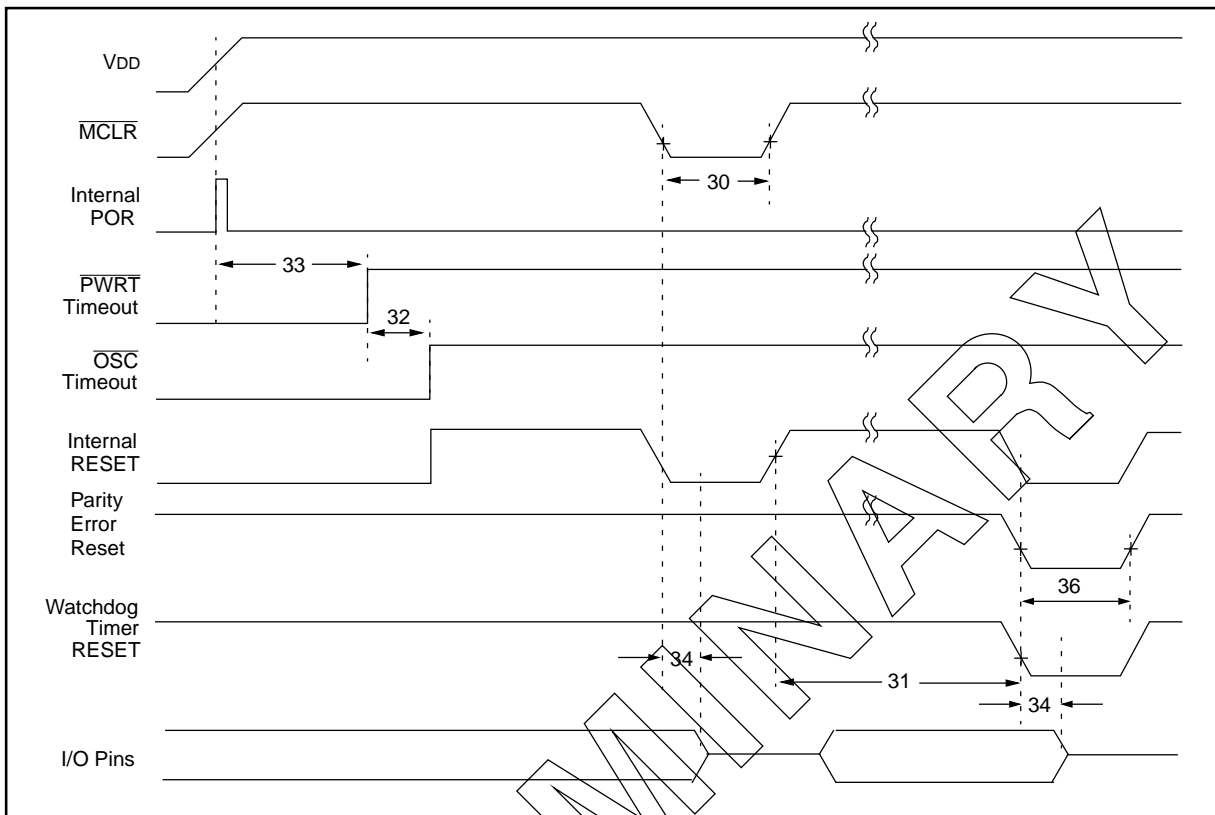 VDD
MCLR
30
Internal
POR
33
PWRT
Timeout
32
OSC
Timeout
Internal
RESET
Parity
Error
Reset
36
Watchdog
Timer
RESET
34
31
34
I/O Pins
MINARY